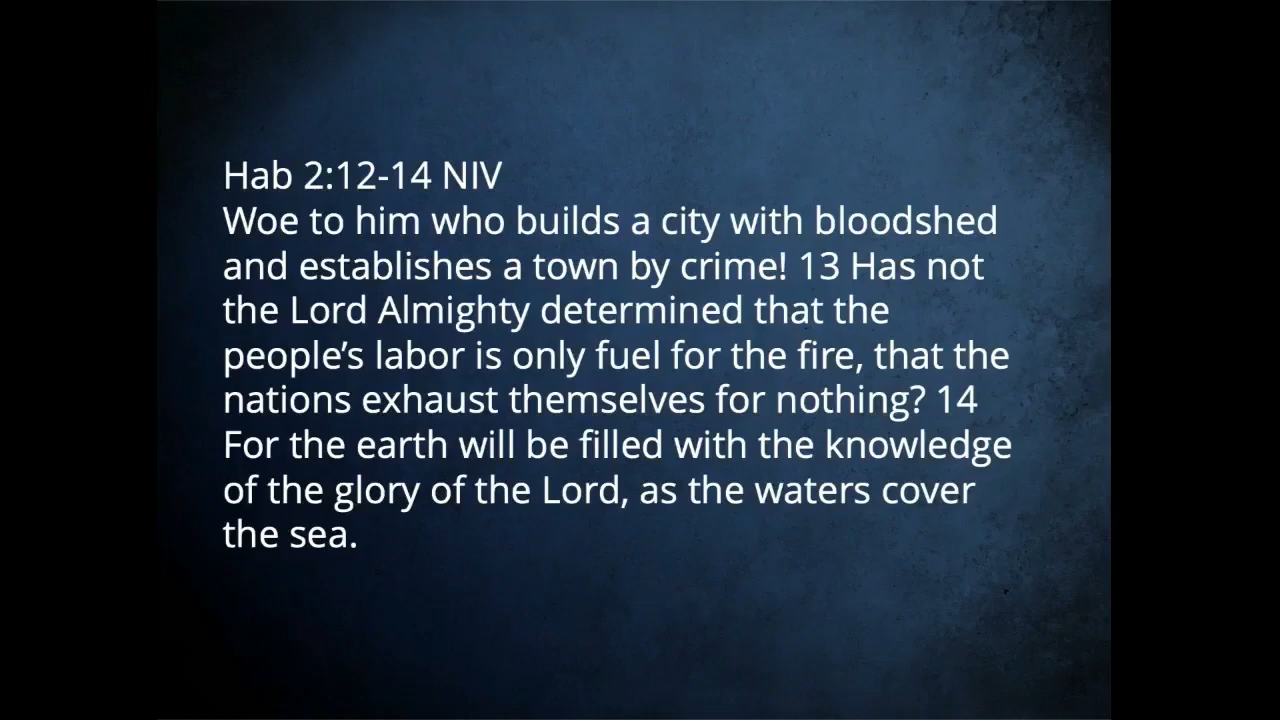 Hab 2:12-14 NIV
Woe to him who builds a city with bloodshed
and establishes a town by crime! 13 Has not
the Lord Almighty determined that the
people’s labor is only fuel for the fire, that the
nations exhaust themselves for nothing? 14
For the earth will be filled with the knowledge
of the glory of the Lord, as the waters cover
the sea.